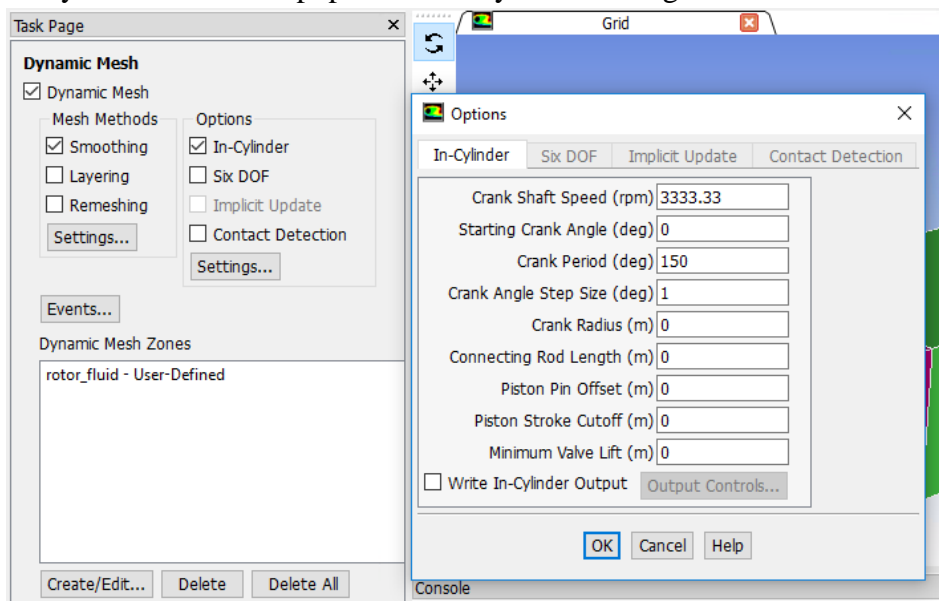 Task Page
Dynamic Mesh
Dynamic Mesh
Mesh Methods
Smoothing
Layering
Remeshing
Settings...
Options
In-Cylinder
Six DOF
Implicit Update
Contact Detection
Settings...
Events...
Dynamic Mesh Zones
rotor_fluid - User-Defined
Create/Edit... Delete Delete All
Grid
Options
In-Cylinder Six DOF Implicit Update Contact Detection
Crank Shaft Speed (rpm) 3333.33
Starting Crank Angle (deg) 0
Crank Period (deg) 150
Crank Angle Step Size (deg) 1
Crank Radius (m) 0
Connecting Rod Length (m) 0
Piston Pin Offset (m) 0
Piston Stroke Cutoff (m) 0
Minimum Valve Lift (m) 0
Write In-Cylinder Output Output Controls...
OK Cancel Help
Console